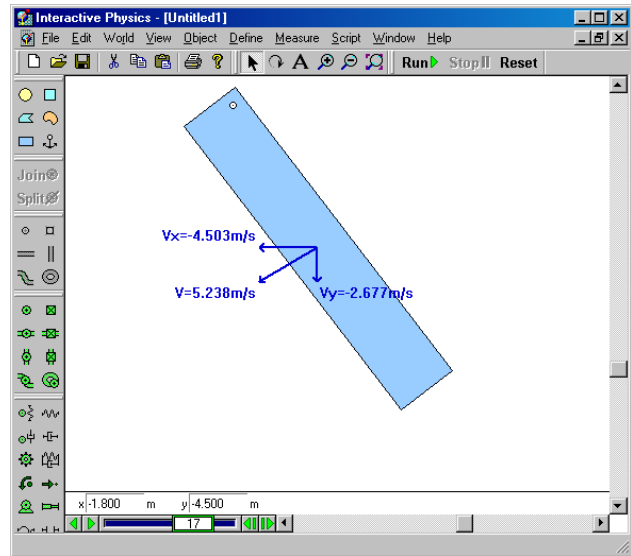 Interactive Physics - [Untitled1]
File Edit World View Object Define Measure Script Window Help
A Run Stop Reset
Join
Split
Vx=-4.503m/s
V=5.238m/s Vy=-2.677m/s
x -1.800 m y -4.500 m
17